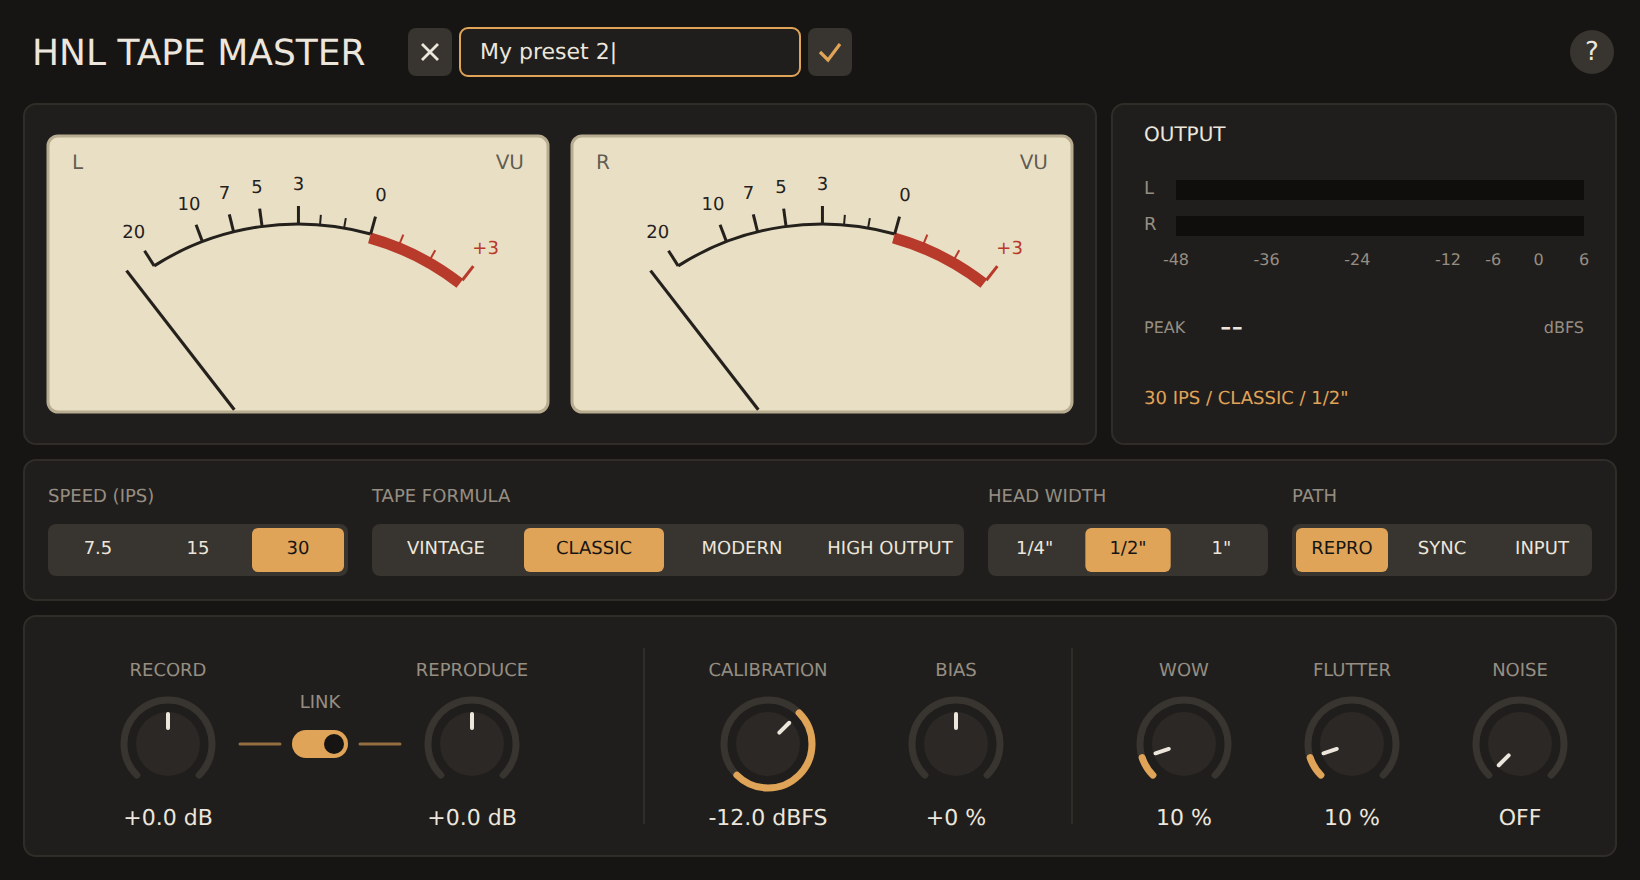 HNL TAPE MASTER
My preset 2
?
L VU
20 10 7 5 3 0 +3
R VU
20 10 7 5 3 0 +3
OUTPUT
L
R
-48 -36 -24 -12 -6 0 6
PEAK -- dBFS
30 IPS / CLASSIC / 1/2"
SPEED (IPS) TAPE FORMULA HEAD WIDTH PATH
7.5 15 30 VINTAGE CLASSIC MODERN HIGH OUTPUT 1/4" 1/2" 1" REPRO SYNC INPUT
RECORD LINK REPRODUCE CALIBRATION BIAS WOW FLUTTER NOISE
+0.0 dB +0.0 dB -12.0 dBFS +0 % 10 % 10 % OFF